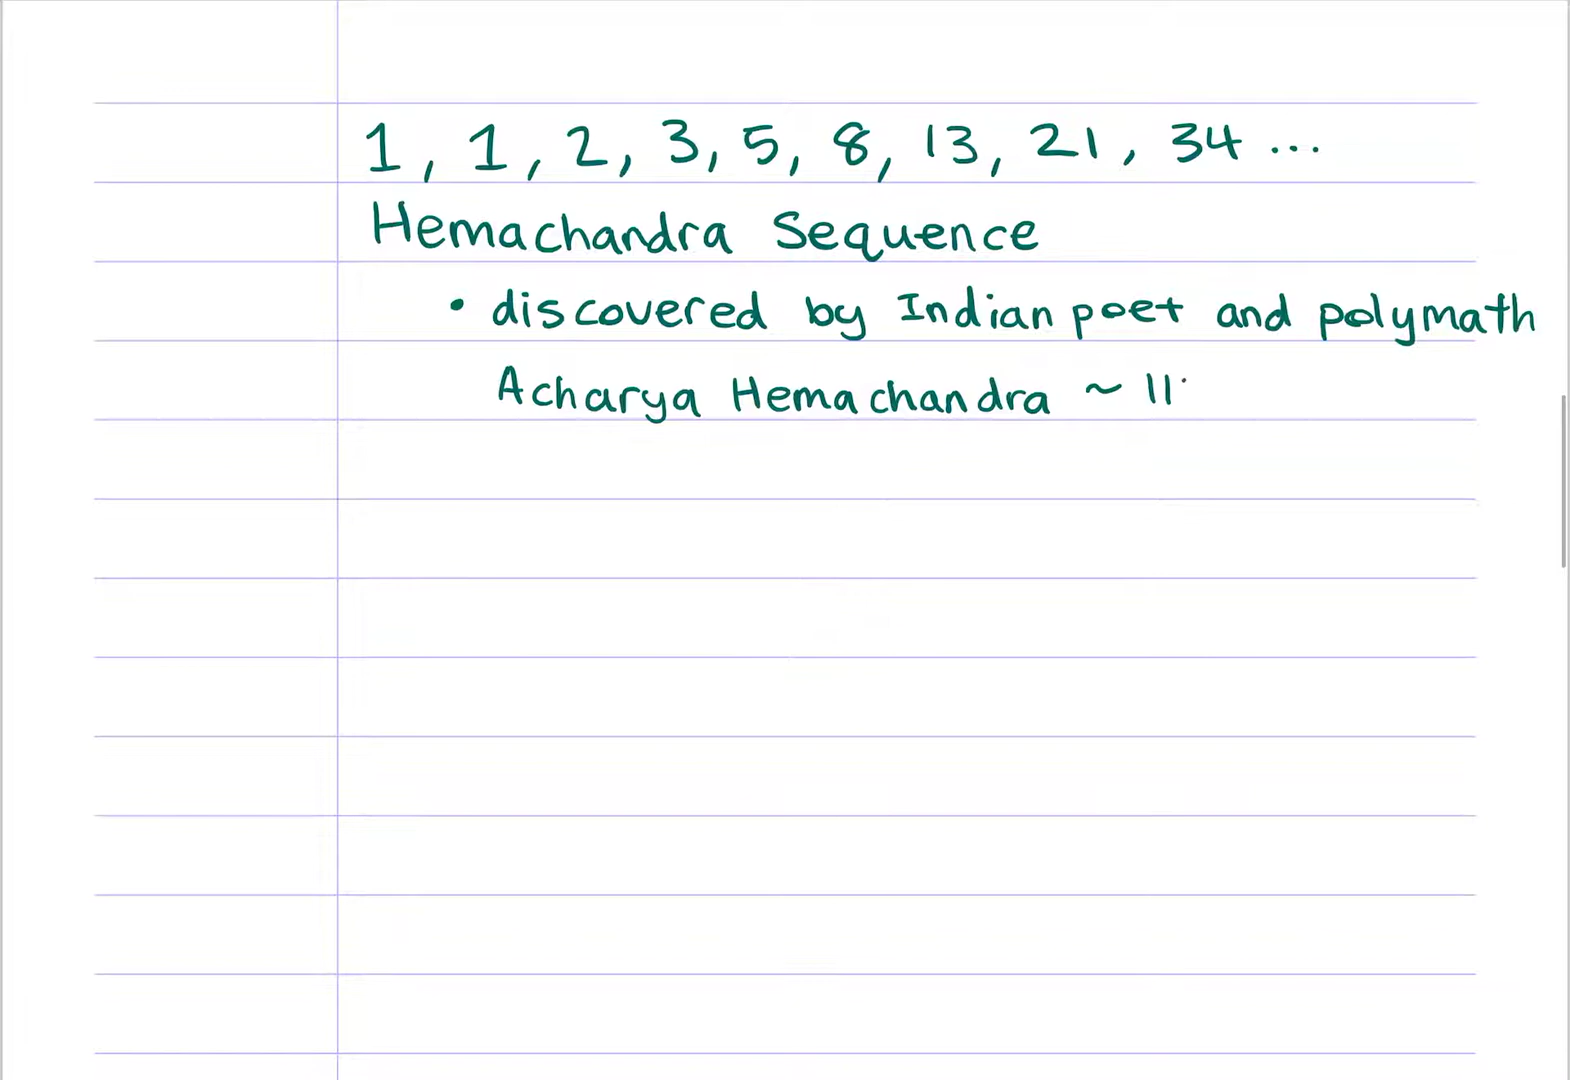 1, 1, 2, 3, 5, 8, 13, 21, 34 ...
Hemachandra Sequence
• discovered by Indian poet and polymath
Acharya Hemachandra ~ 11